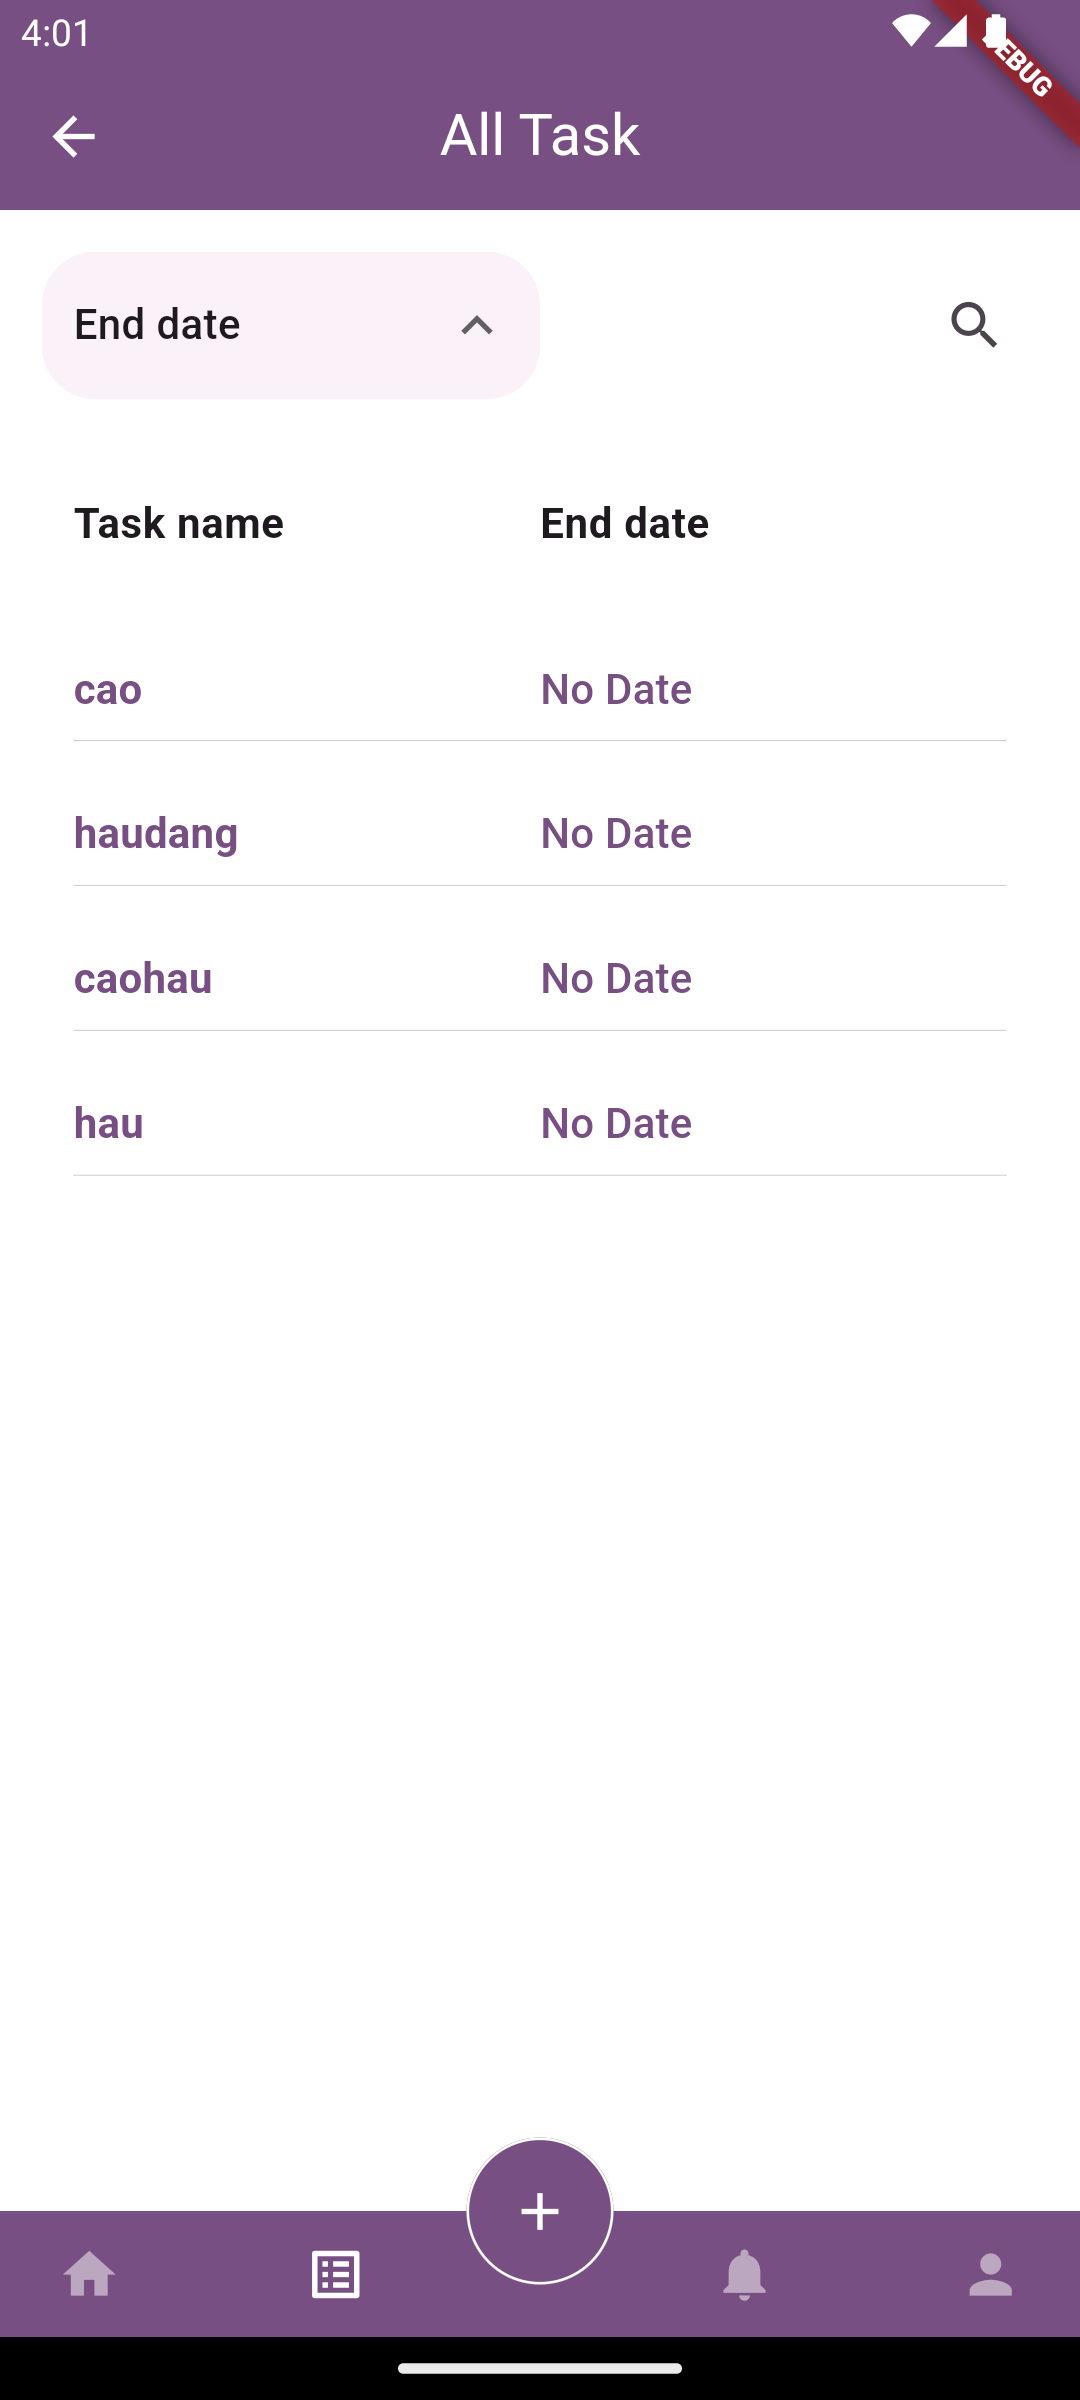 4:01
DEBUG
All Task
End date
Task name End date
cao No Date
haudang No Date
caohau No Date
hau No Date